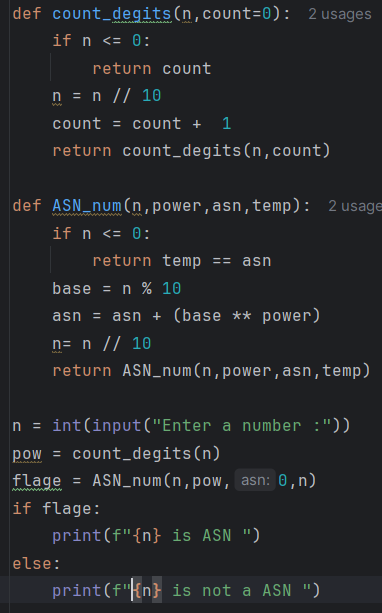 def count_degits(n,count=0): 2 usages
    if n <= 0:
        return count
    n = n // 10
    count = count +  1
    return count_degits(n,count)

def ASN_num(n,power,asn,temp): 2 usage
    if n <= 0:
        return temp == asn
    base = n % 10
    asn = asn + (base ** power)
    n= n // 10
    return ASN_num(n,power,asn,temp)

n = int(input("Enter a number :"))
pow = count_degits(n)
flage = ASN_num(n,pow, asn: 0,n)
if flage:
    print(f"{n} is ASN ")
else:
    print(f"{n} is not a ASN ")